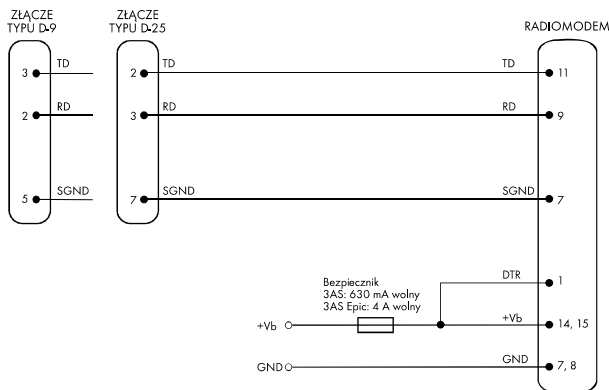 ZŁĄCZE
TYPU D-9
ZŁĄCZE
TYPU D-25
RADIOMODEM
3 TD 2 TD TD 11
2 RD 3 RD RD 9
5 SGND 7 SGND SGND 7
DTR 1
Bezpiecznik
3AS: 630 mA wolny
3AS Epic: 4 A wolny
+Vb +Vb 14, 15
GND GND 7, 8